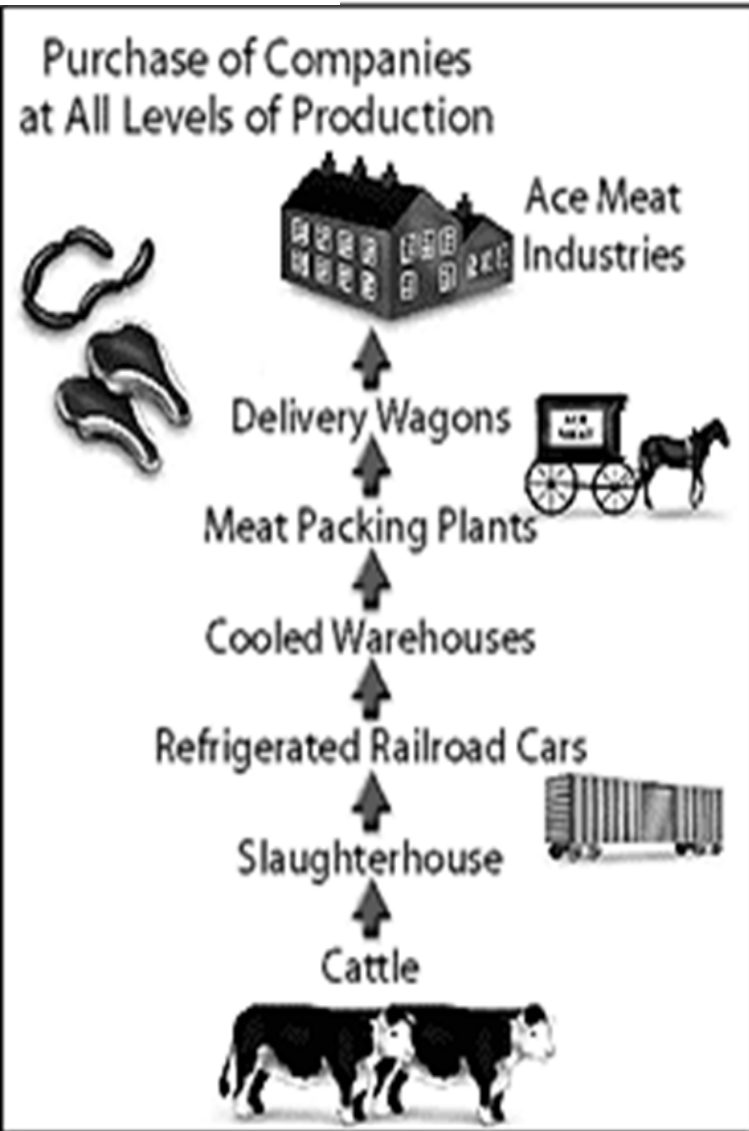 Purchase of Companies
at All Levels of Production
Ace Meat
Industries
Delivery Wagons
Meat Packing Plants
Cooled Warehouses
Refrigerated Railroad Cars
Slaughterhouse
Cattle